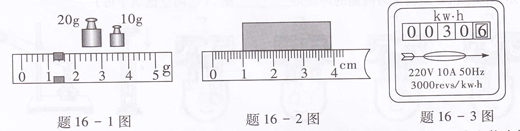 20g 10g
0 1 2 3 4 5 g
题16-1图
0 1 2 3 4 cm
题16-2图
kw·h
0 0 3 0 6
220V 10A 50Hz
3000revs/kw·h
题16-3图